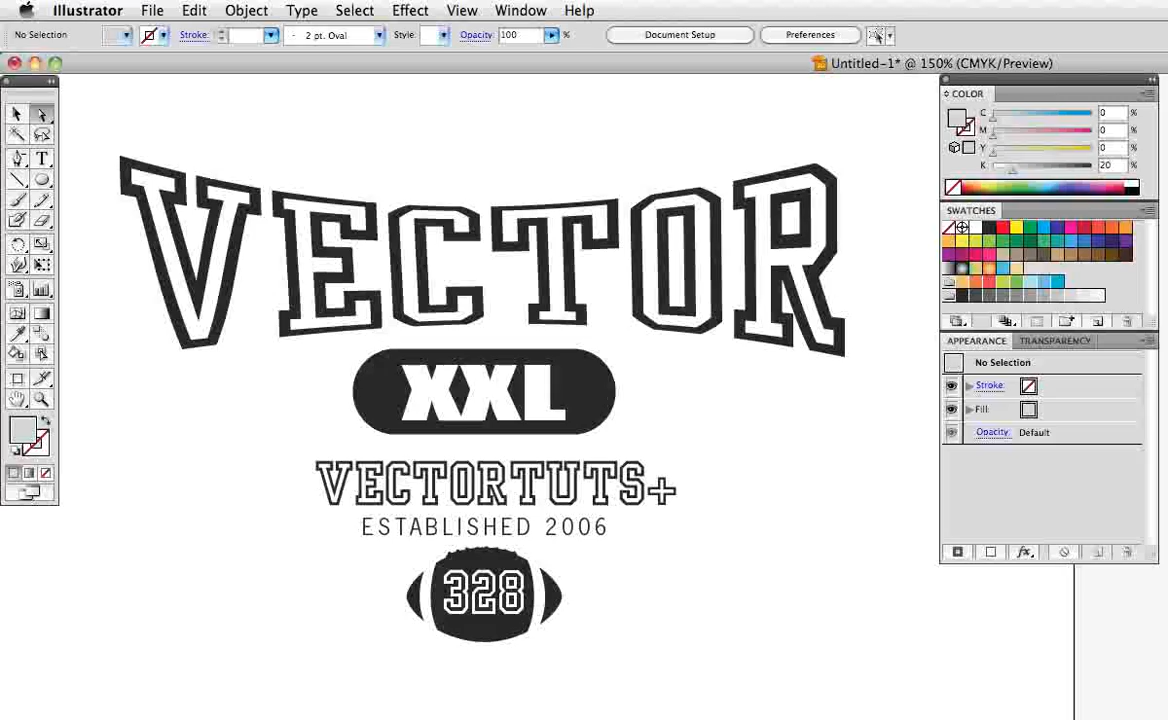 Illustrator File Edit Object Type Select Effect View Window Help
No Selection Stroke: 2 pt. Oval Style: Opacity: 100 % Document Setup Preferences
Untitled-1* @ 150% (CMYK/Preview)
COLOR
C 0 %
M 0 %
Y 0 %
K 20 %
SWATCHES
APPEARANCE TRANSPARENCY
No Selection
Stroke:
Fill:
Opacity: Default
fx
T
VECTOR
XXL
VECTORTUTS+
ESTABLISHED 2006
328